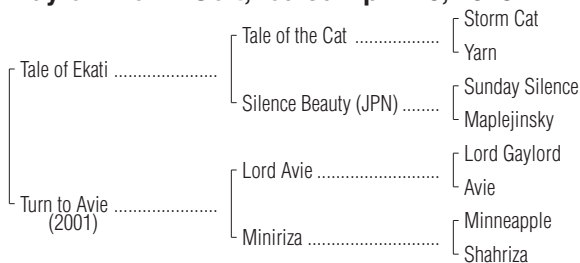 Storm Cat
Tale of the Cat ...................
Yarn
Tale of Ekati .......................
Sunday Silence
Silence Beauty (JPN) ........
Maplejinsky
Lord Gaylord
Lord Avie ...........................
Avie
Turn to Avie .......................
(2001)
Minneapple
Miniriza .............................
Shahriza